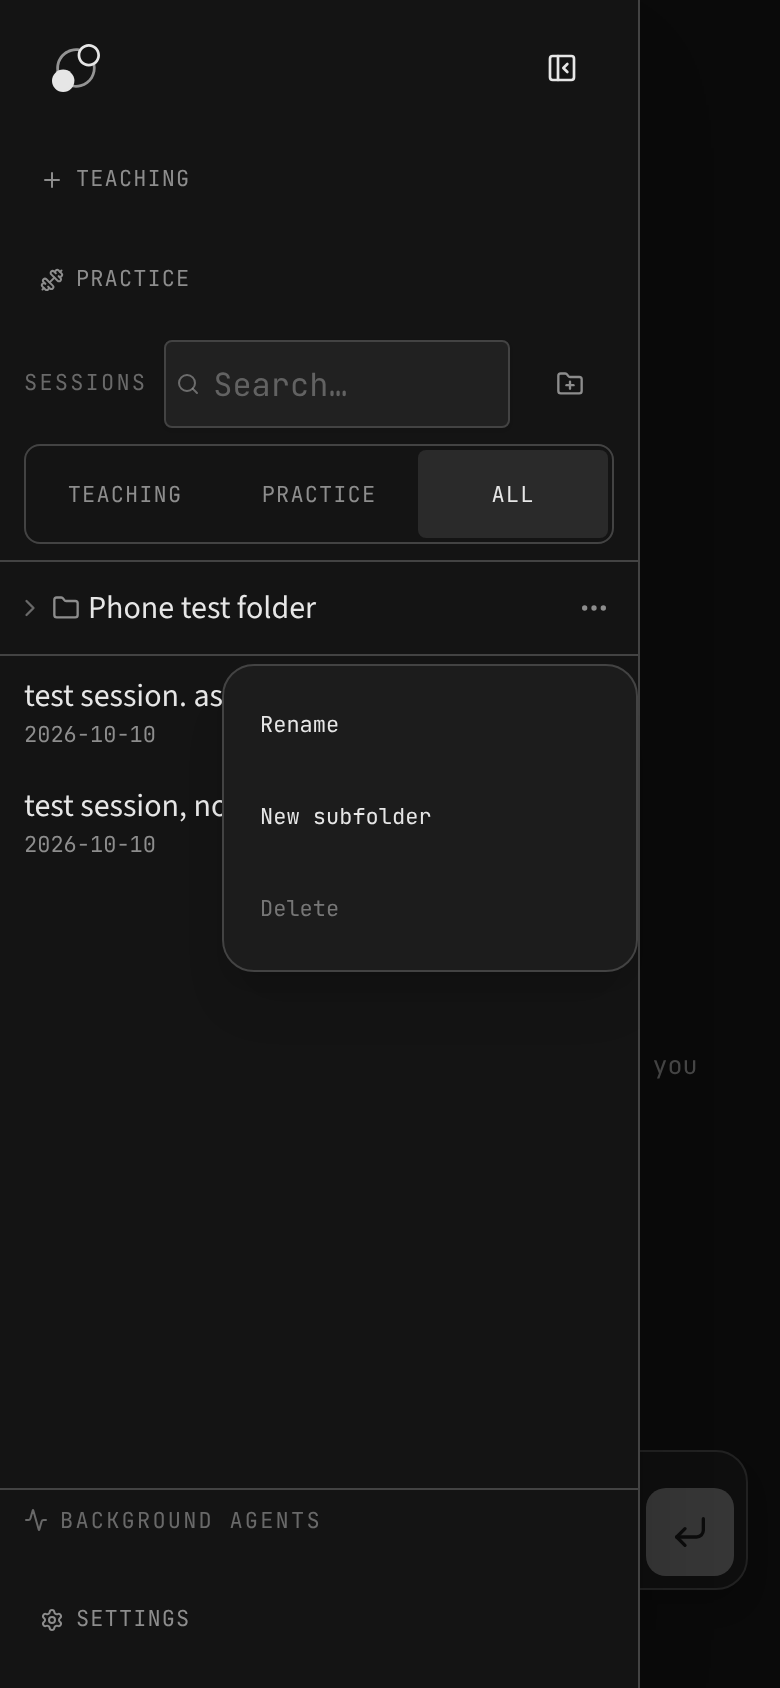 TEACHING
PRACTICE
SESSIONS
Search…
TEACHING PRACTICE ALL
Phone test folder
test session. as
2026-10-10
Rename
test session, no
2026-10-10
New subfolder
Delete
you
BACKGROUND AGENTS
SETTINGS